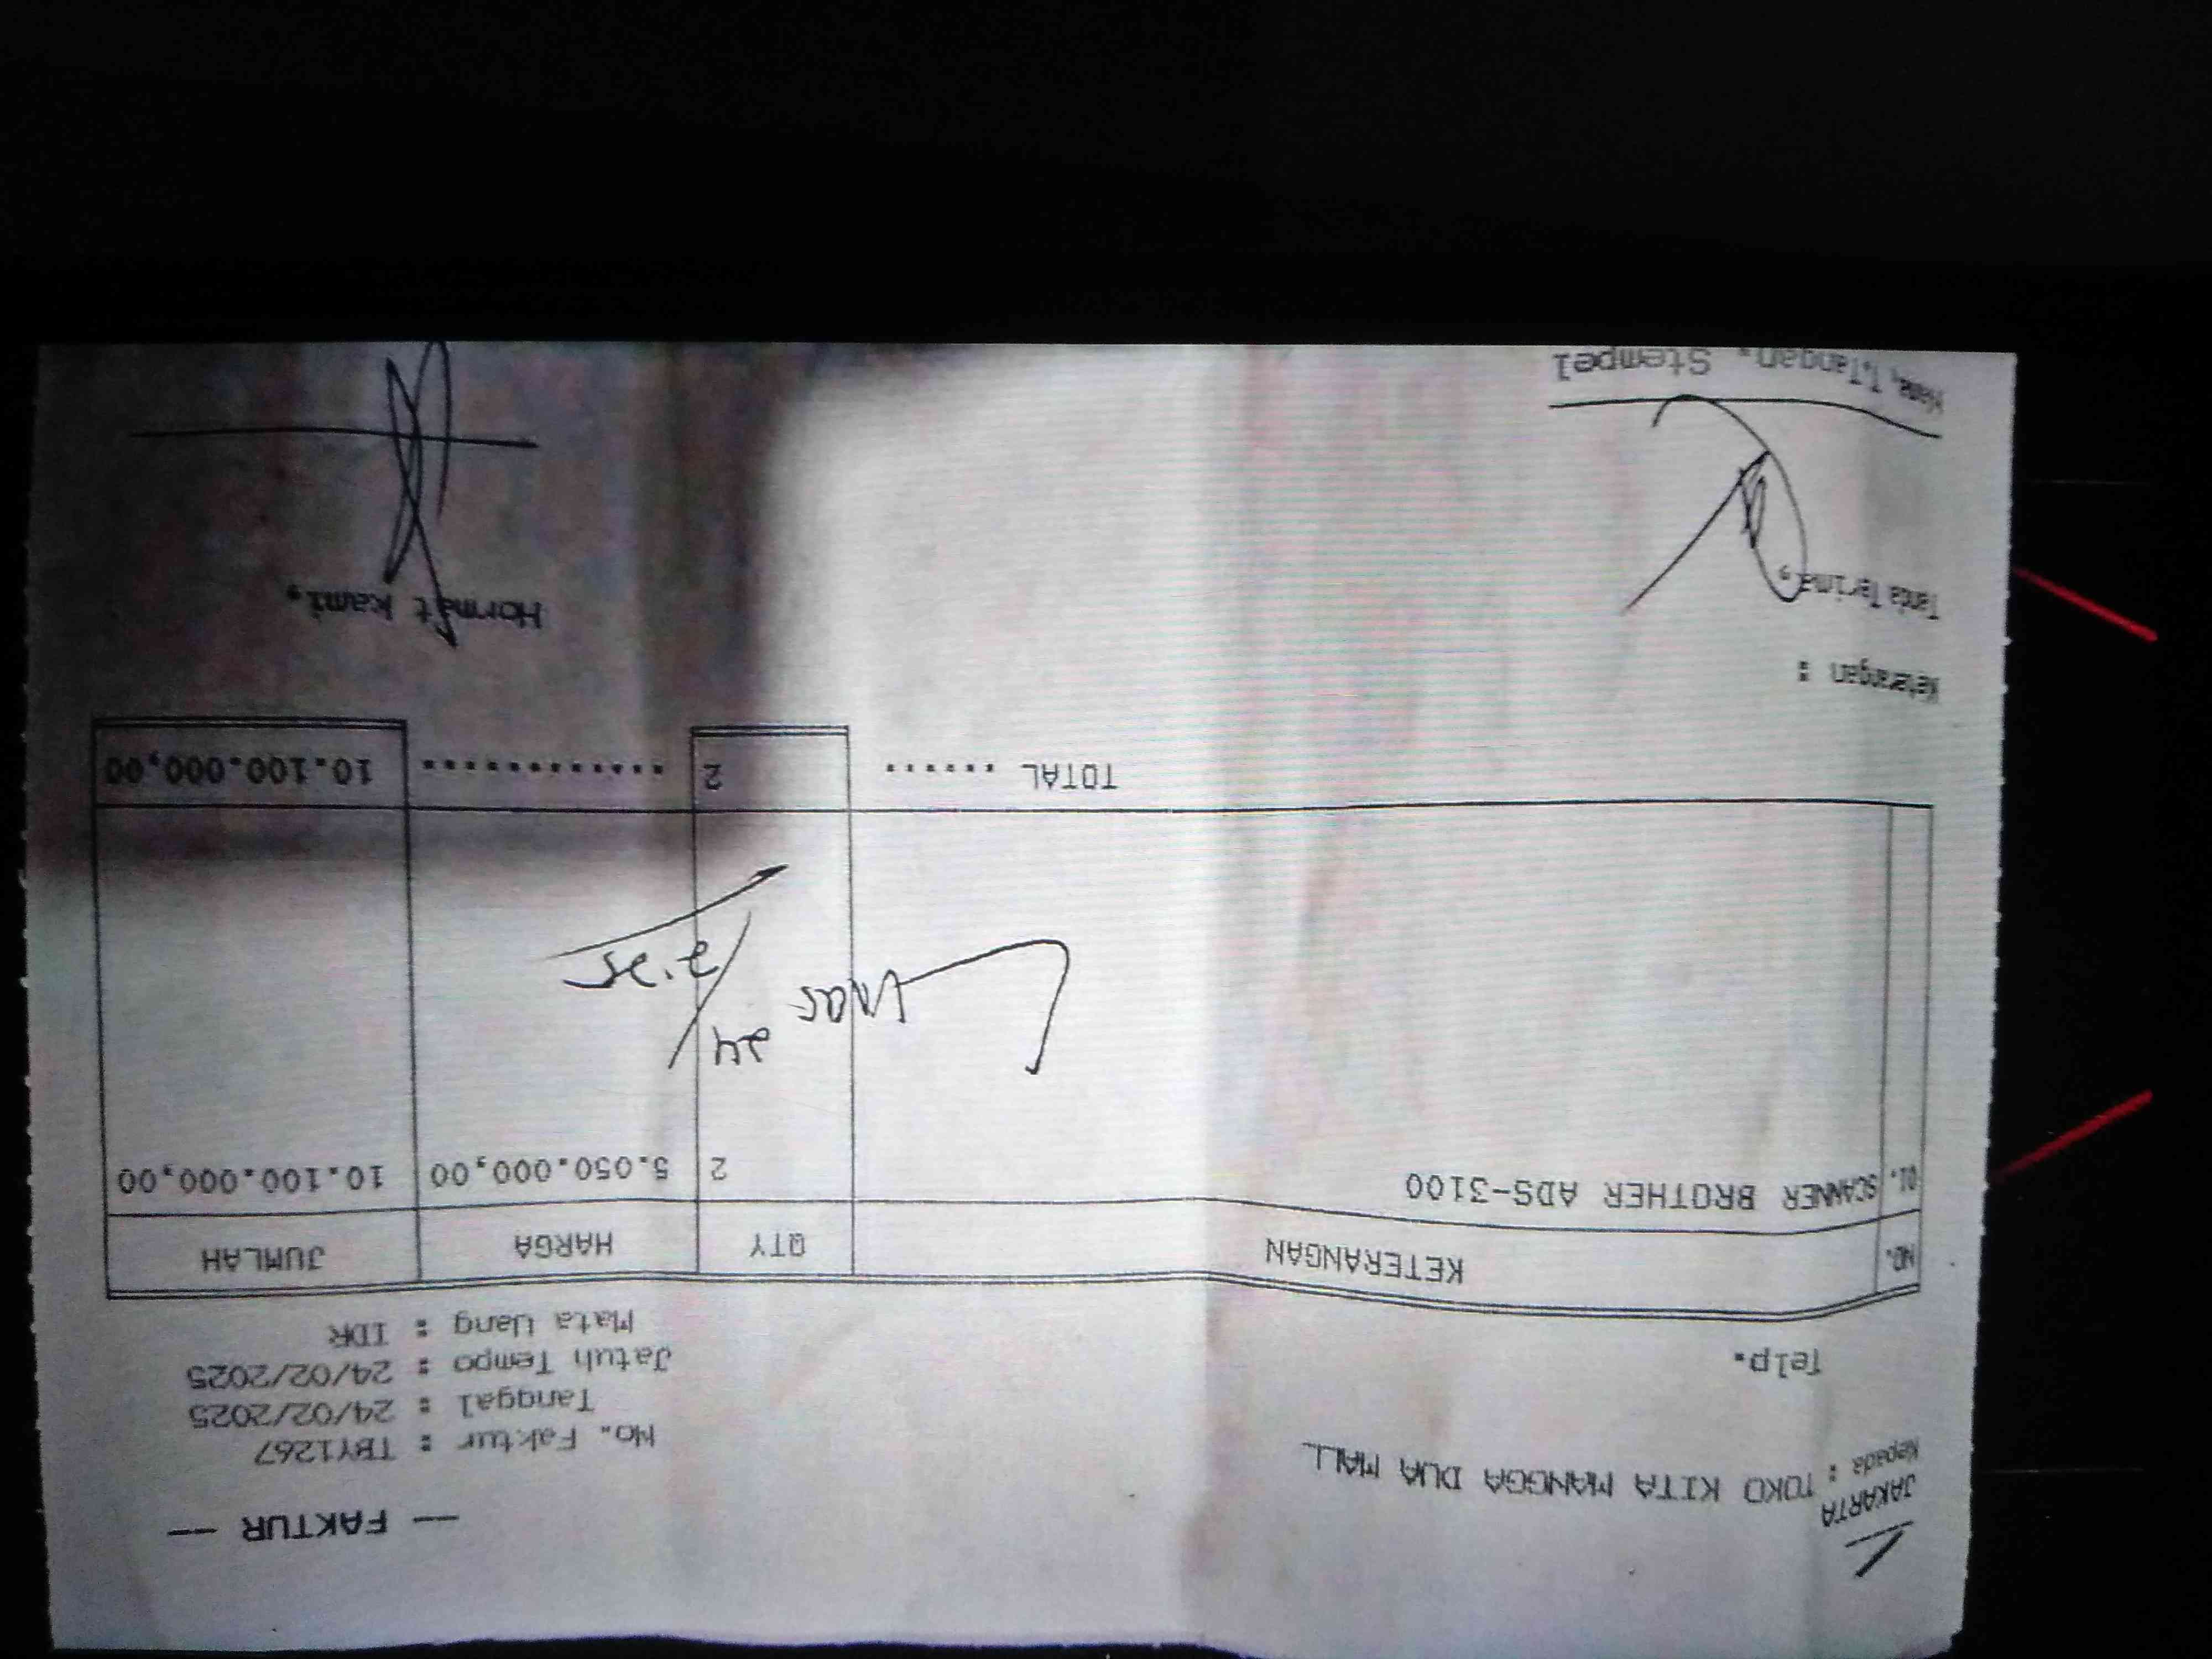 JAKARTA
Kepada : TOKO KITA MANGGA DUA MALL
Telp.
— FAKTUR —
No. Faktur : TBY1267
Tanggal : 24/02/2025
Jatuh Tempo : 24/02/2025
Mata Uang : IDR
NO. KETERANGAN QTY HARGA JUMLAH
01. SCANNER BROTHER ADS-3100 2 5.050.000,00 10.100.000,00
TOTAL ...... 2 ............. 10.100.000,00
Keterangan :
Tanda Terima, Hormat kami,
Nama, T.Tangan, Stempel